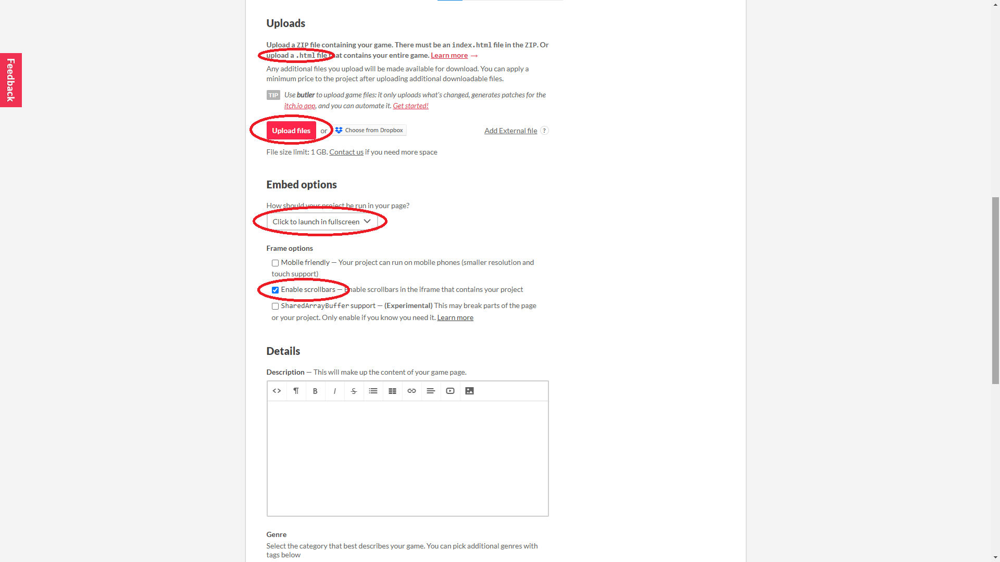 Feedback
Uploads
Upload a ZIP file containing your game. There must be an index.html file in the ZIP. Or
upload a .html file that contains your entire game. Learn more →
Any additional files you upload will be made available for download. You can apply a
minimum price to the project after uploading additional downloadable files.
TIP Use butler to upload game files: it only uploads what's changed, generates patches for the
itch.io app, and you can automate it. Get started!
Upload files or Choose from Dropbox Add External file ?
File size limit: 1 GB. Contact us if you need more space
Embed options
How should your project be run in your page?
Click to launch in fullscreen
Frame options
Mobile friendly — Your project can run on mobile phones (smaller resolution and
touch support)
Enable scrollbars — Enable scrollbars in the iframe that contains your project
SharedArrayBuffer support — (Experimental) This may break parts of the page
or your project. Only enable if you know you need it. Learn more
Details
Description — This will make up the content of your game page.
<> ¶ B I S
Genre
Select the category that best describes your game. You can pick additional genres with
tags below